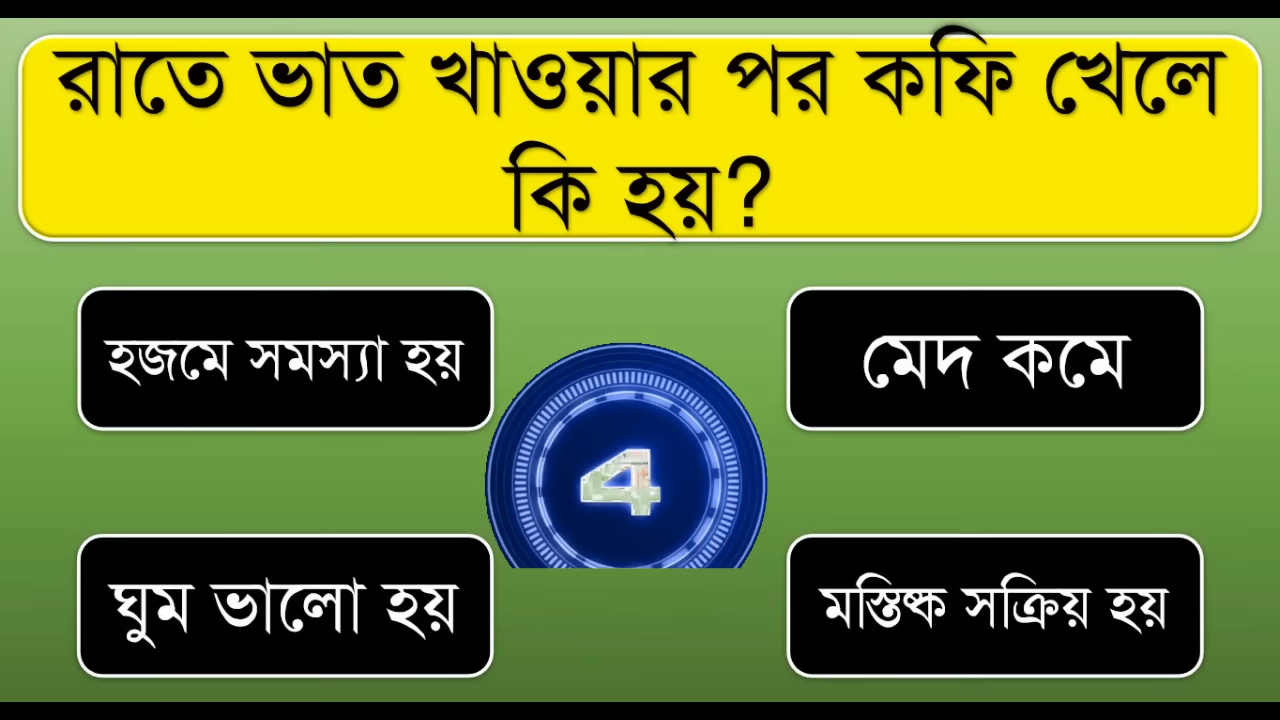 রাতে ভাত খাওয়ার পর কফি খেলে
কি হয়?
হজমে সমস্যা হয়
মেদ কমে
4
ঘুম ভালো হয়
মস্তিষ্ক সক্রিয় হয়